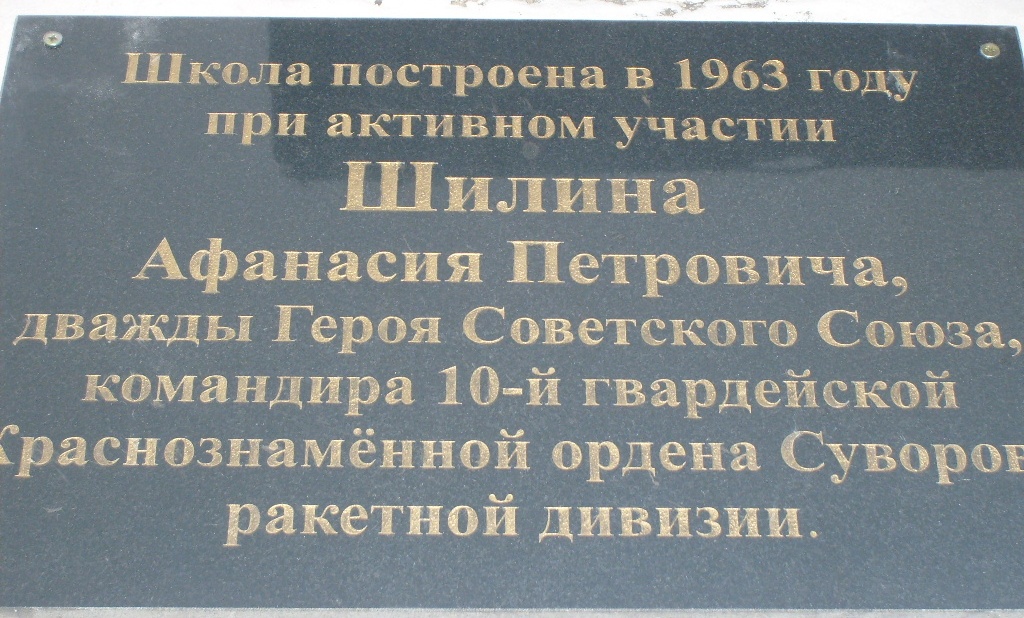 Школа построена в 1963 году
при активном участии
Шилина
Афанасия Петровича,
дважды Героя Советского Союза,
командира 10-й гвардейской
Краснознамённой ордена Суворов
ракетной дивизии.